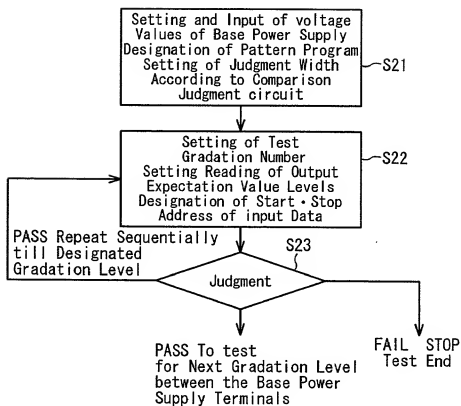 Setting and Input of voltage
Values of Base Power Supply
Designation of Pattern Program
Setting of Judgment Width
According to Comparison
Judgment circuit
S21
Setting of Test
Gradation Number
Setting Reading of Output
Expectation Value Levels
Designation of Start・Stop
Address of input Data
S22
PASS Repeat Sequentially
till Designated
Gradation Level
S23
Judgment
PASS To test
for Next Gradation Level
between the Base Power
Supply Terminals
FAIL STOP
Test End